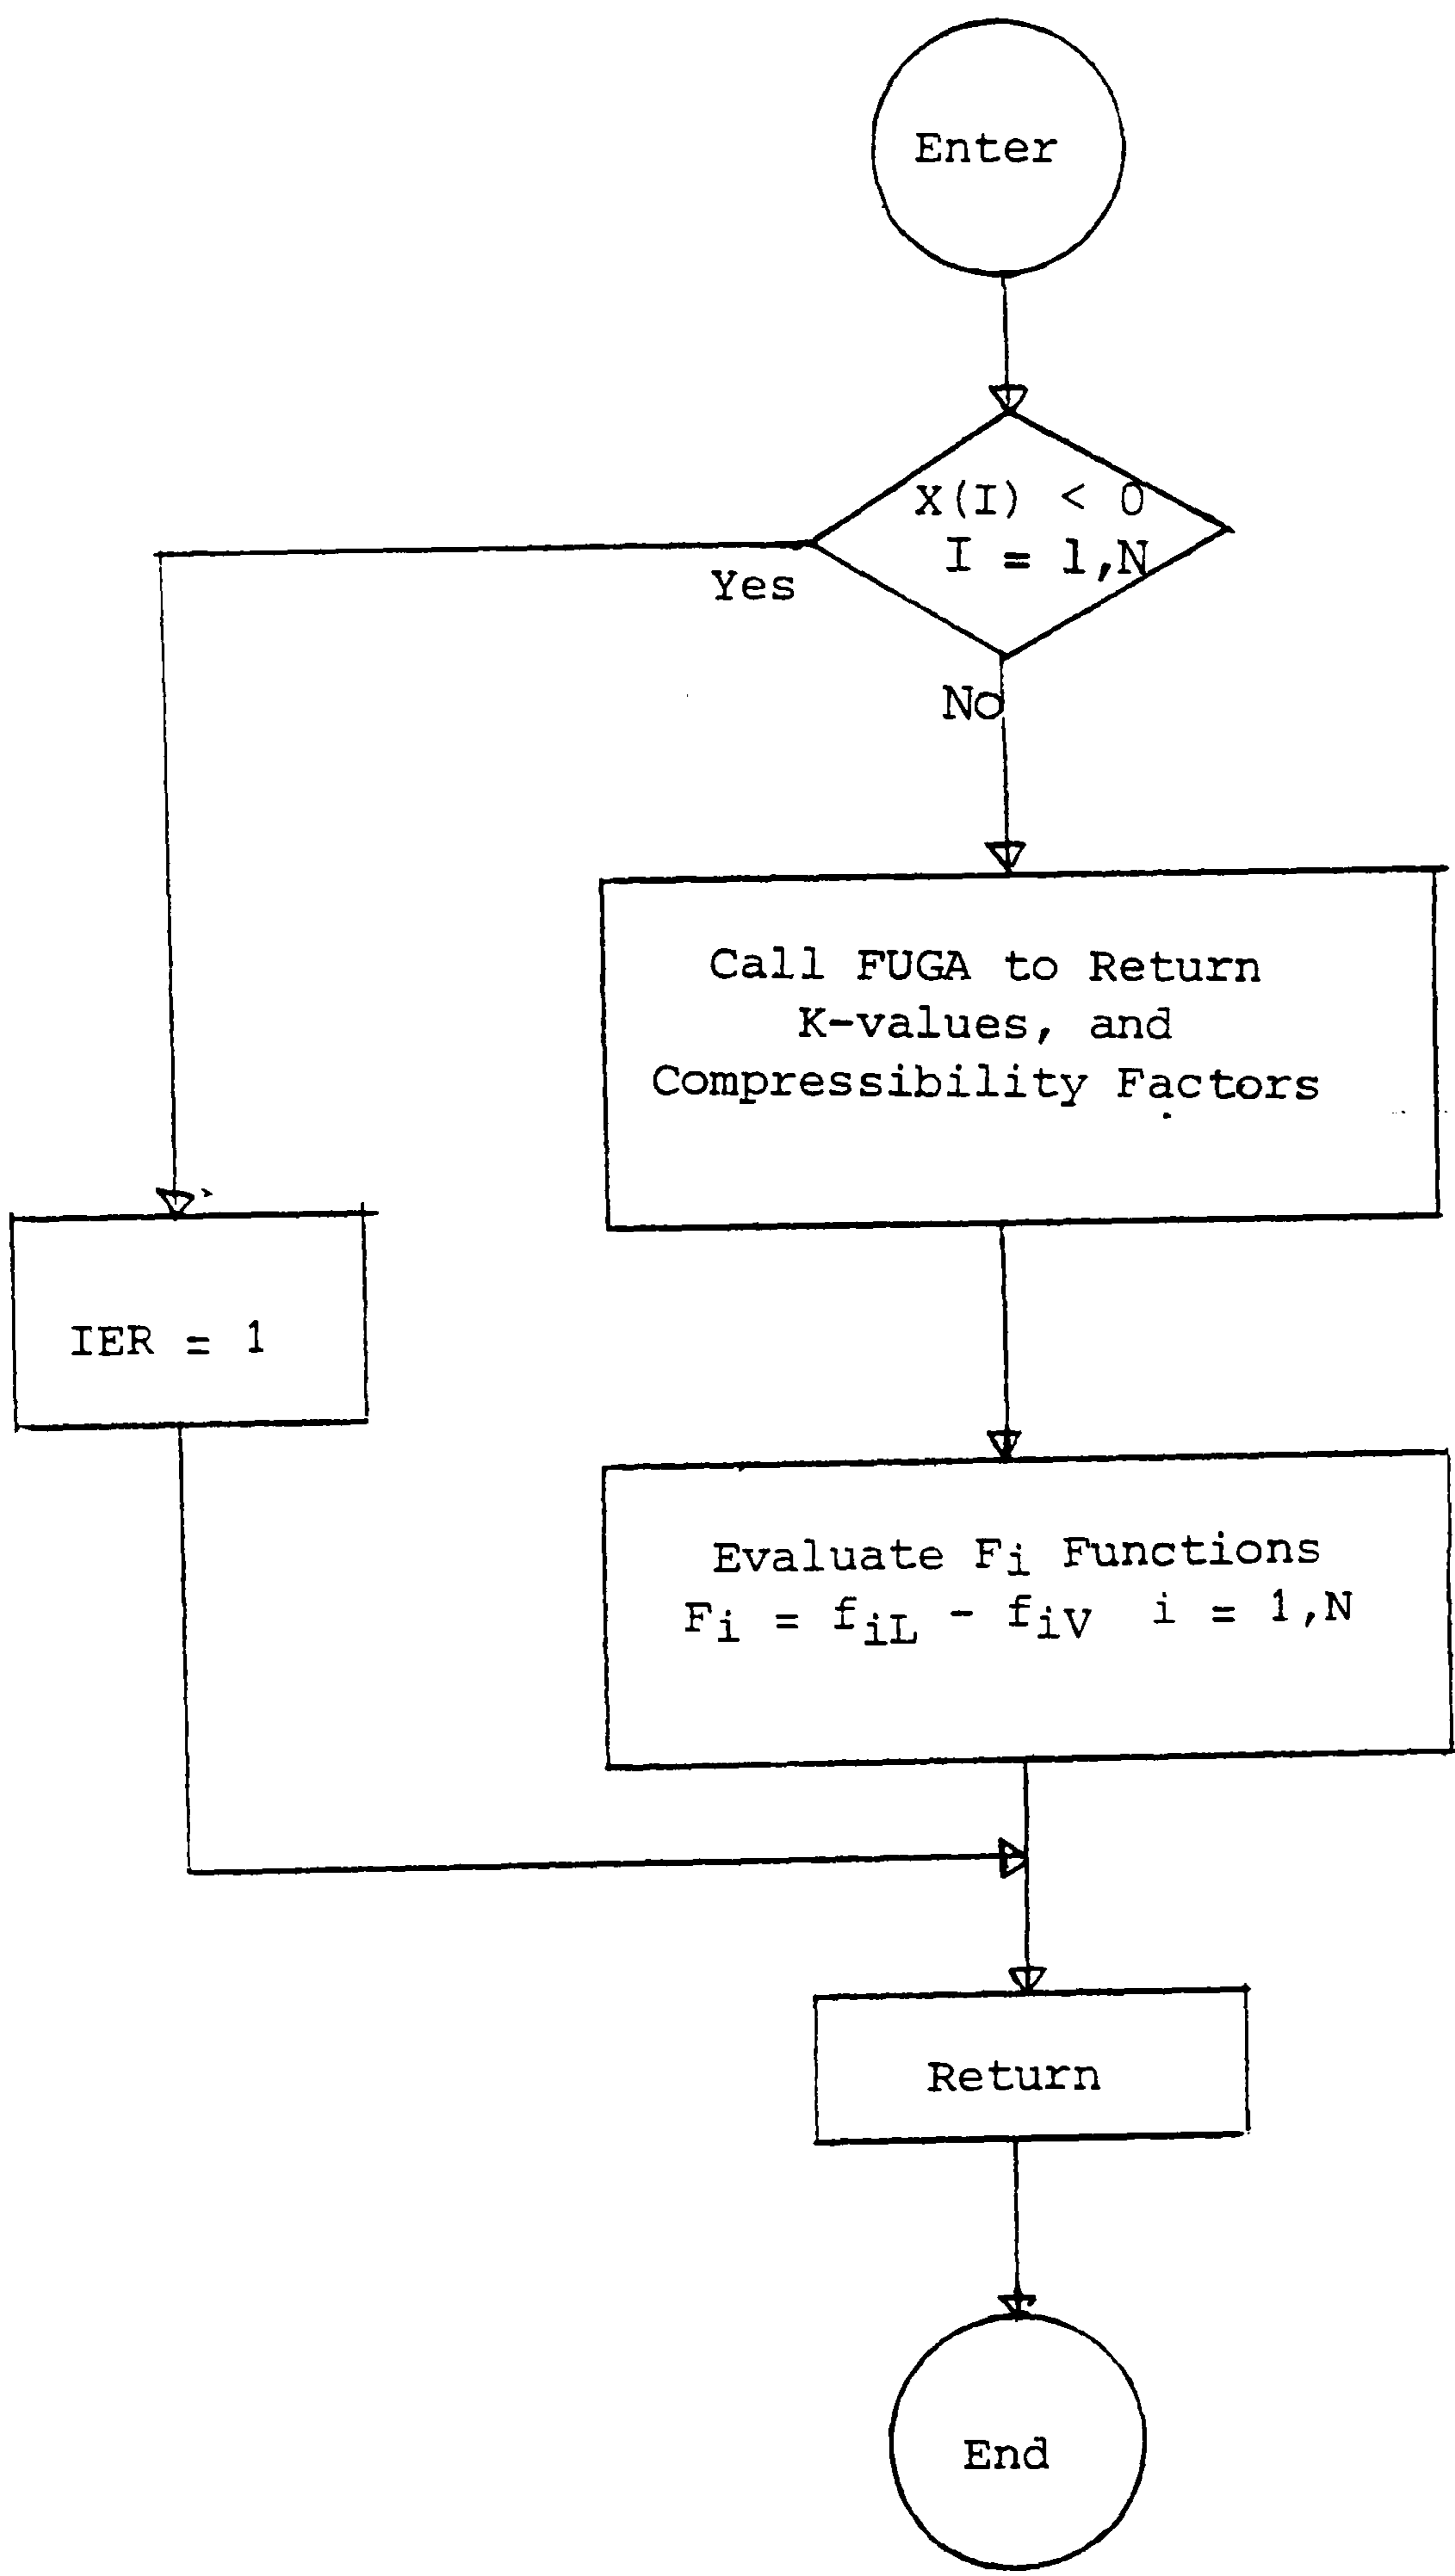 Enter
X(I) < 0
I = 1,N
Yes
No
Call FUGA to Return
K-values, and
Compressibility Factors
IER = 1
Evaluate Fi Functions
Fi = fiL - fiV i = 1,N
Return
End